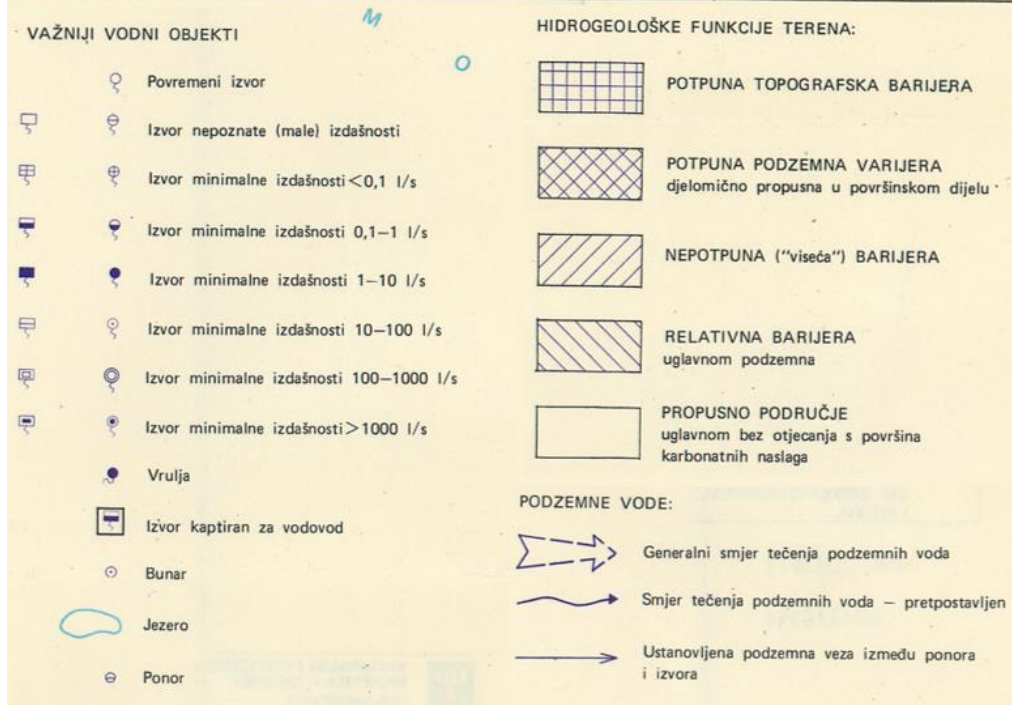 M
O
VAŽNIJI VODNI OBJEKTI
Povremeni izvor
Izvor nepoznate (male) izdašnosti
Izvor minimalne izdašnosti<0,1 l/s
Izvor minimalne izdašnosti 0,1—1 l/s
Izvor minimalne izdašnosti 1—10 l/s
Izvor minimalne izdašnosti 10—100 l/s
Izvor minimalne izdašnosti 100—1000 l/s
Izvor minimalne izdašnosti>1000 l/s
Vrulja
Izvor kaptiran za vodovod
Bunar
Jezero
Ponor
HIDROGEOLOŠKE FUNKCIJE TERENA:
POTPUNA TOPOGRAFSKA BARIJERA
POTPUNA PODZEMNA VARIJERA
djelomično propusna u površinskom dijelu
NEPOTPUNA ("viseća") BARIJERA
RELATIVNA BARIJERA
uglavnom podzemna
PROPUSNO PODRUČJE
uglavnom bez otjecanja s površina
karbonatnih naslaga
PODZEMNE VODE:
Generalni smjer tečenja podzemnih voda
Smjer tečenja podzemnih voda — pretpostavljen
Ustanovljena podzemna veza između ponora
i izvora